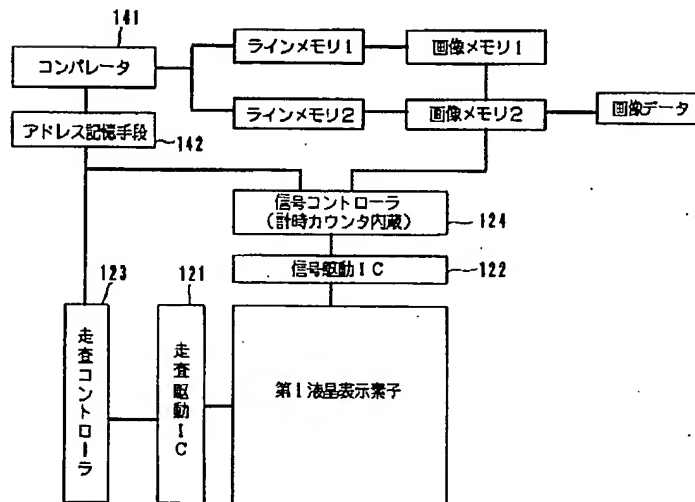 141
コンパレータ
ラインメモリ1
画像メモリ1
ラインメモリ2
画像メモリ2
画像データ
アドレス記憶手段
142
信号コントローラ
(計時カウンタ内蔵)
124
信号駆動IC
122
123
121
走査コントローラ
走査駆動IC
第1液晶表示素子